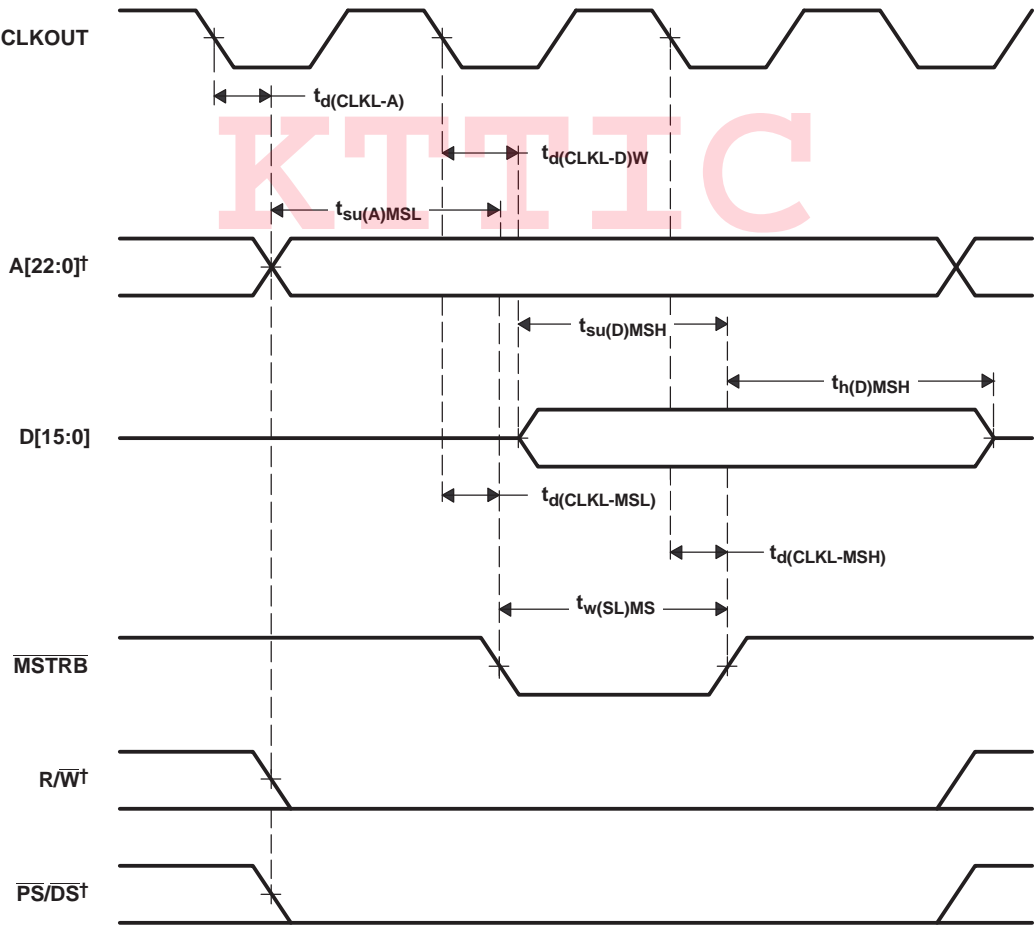 CLKOUT
td(CLKL-A)
KTTIC
td(CLKL-D)W
tsu(A)MSL
A[22:0]†
tsu(D)MSH
th(D)MSH
D[15:0]
td(CLKL-MSL)
td(CLKL-MSH)
tw(SL)MS
MSTRB
R/W†
PS/DS†